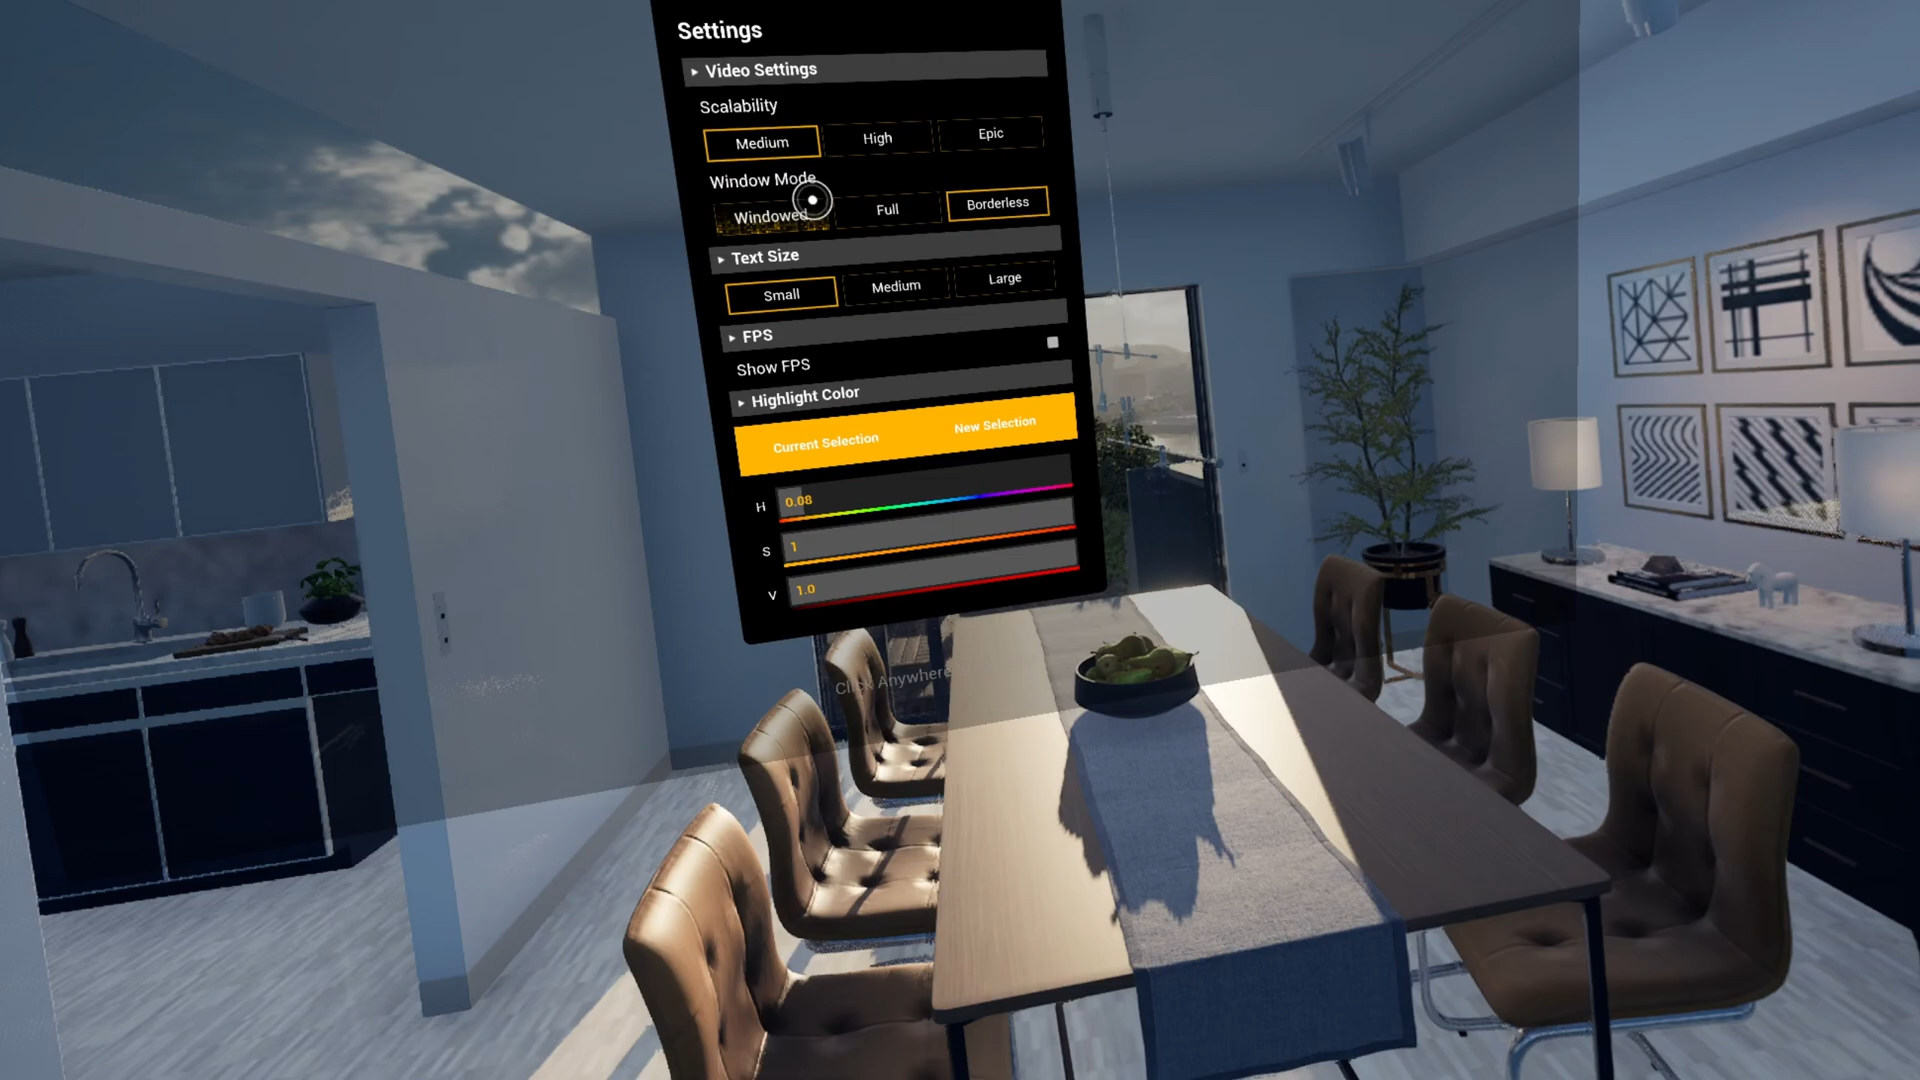 Settings
Video Settings
Scalability
Medium High Epic
Window Mode
Windowed Full Borderless
Text Size
Small Medium Large
FPS
Show FPS
Highlight Color
Current Selection New Selection
H 0.08
S 1
V 1.0
Click Anywhere